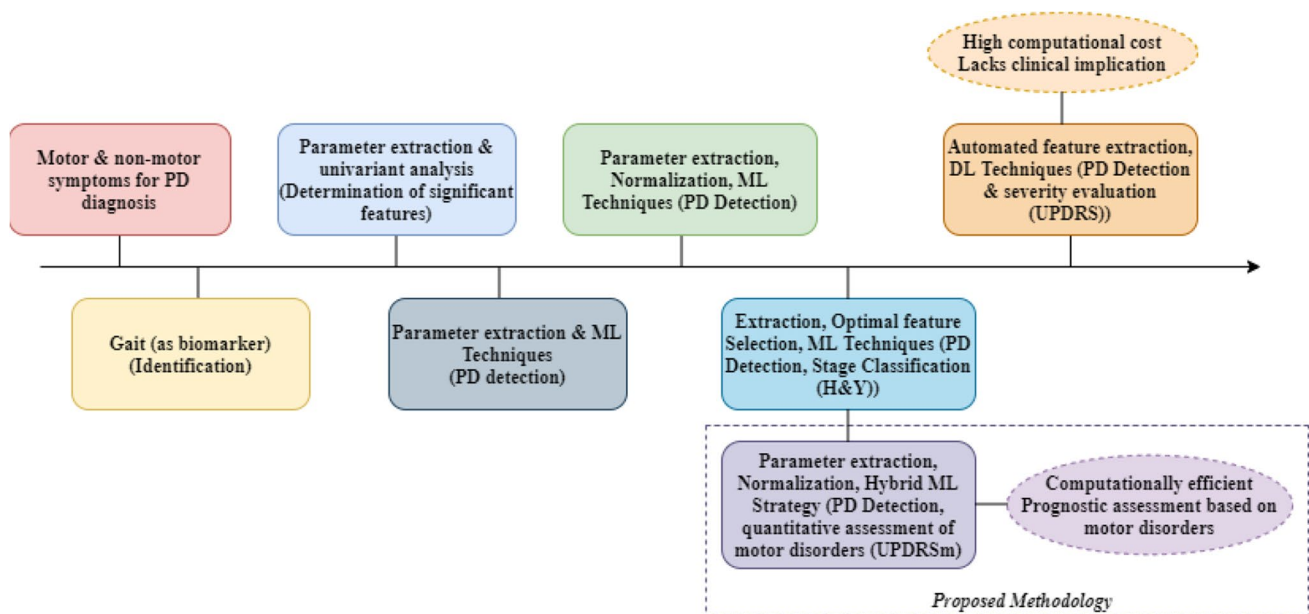 High computational cost
Lacks clinical implication
Motor & non-motor
symptoms for PD
diagnosis
Parameter extraction &
univariant analysis
(Determination of significant
features)
Parameter extraction,
Normalization, ML
Techniques (PD Detection)
Automated feature extraction,
DL Techniques (PD Detection
& severity evaluation
(UPDRS))
Gait (as biomarker)
(Identification)
Parameter extraction & ML
Techniques
(PD detection)
Extraction, Optimal feature
Selection, ML Techniques (PD
Detection, Stage Classification
(H&Y))
Parameter extraction,
Normalization, Hybrid ML
Strategy (PD Detection,
quantitative assessment of
motor disorders (UPDRSm)
Computationally efficient
Prognostic assessment based on
motor disorders
Proposed Methodology